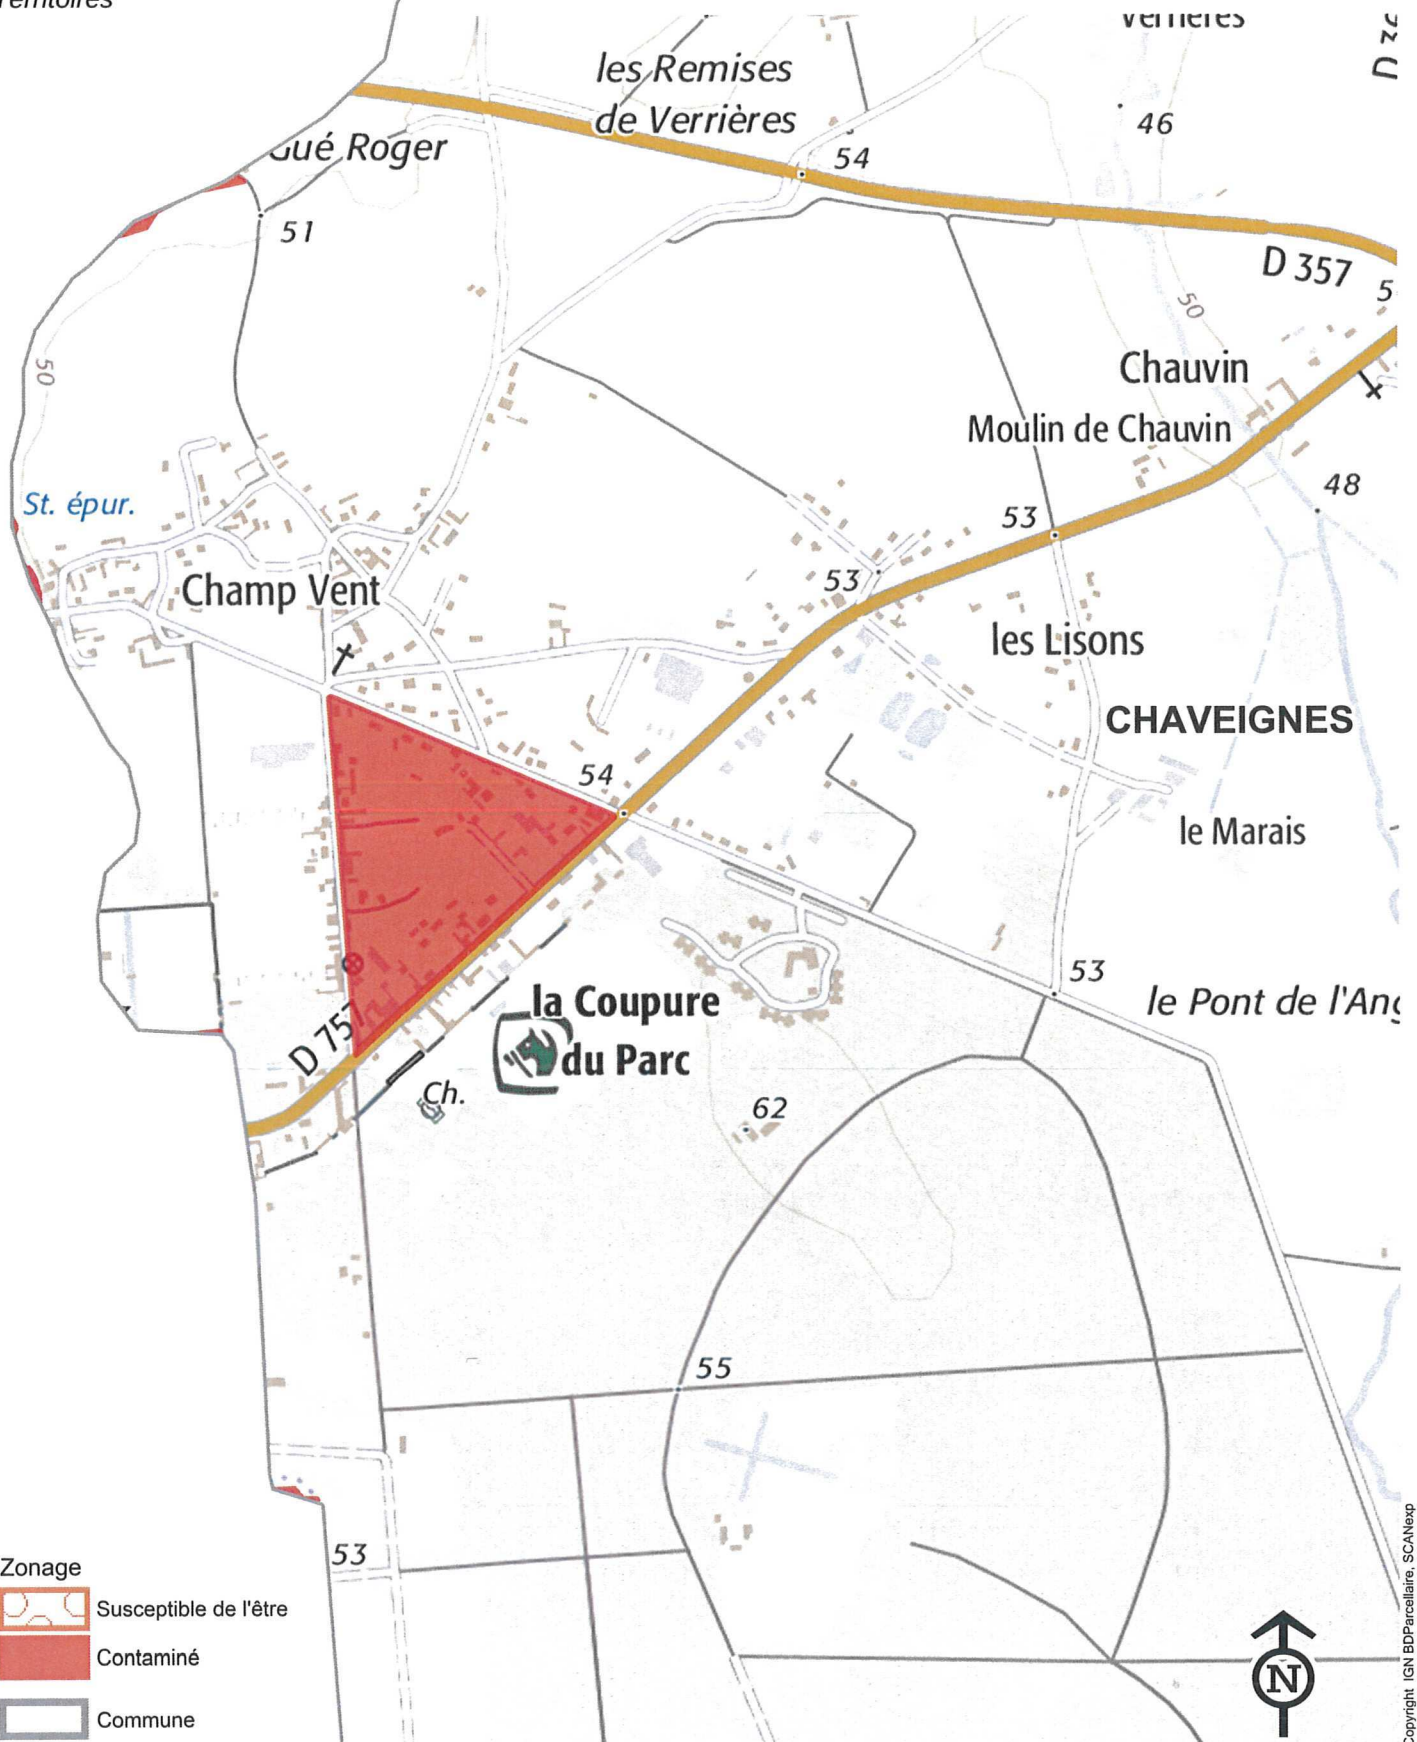 les Remises
de Verrières
46
54
Gué Roger
51
D 357
50
50
Chauvin
Moulin de Chauvin
48
St. épur.
53
53
Champ Vent
les Lisons
CHAVEIGNES
54
le Marais
53
la Coupure
du Parc
le Pont de
Ch.
62
55
53
Zonage
Susceptible de l'être
Contaminé
Commune
N
Copyright IGN BDParcellaire, SCANexp